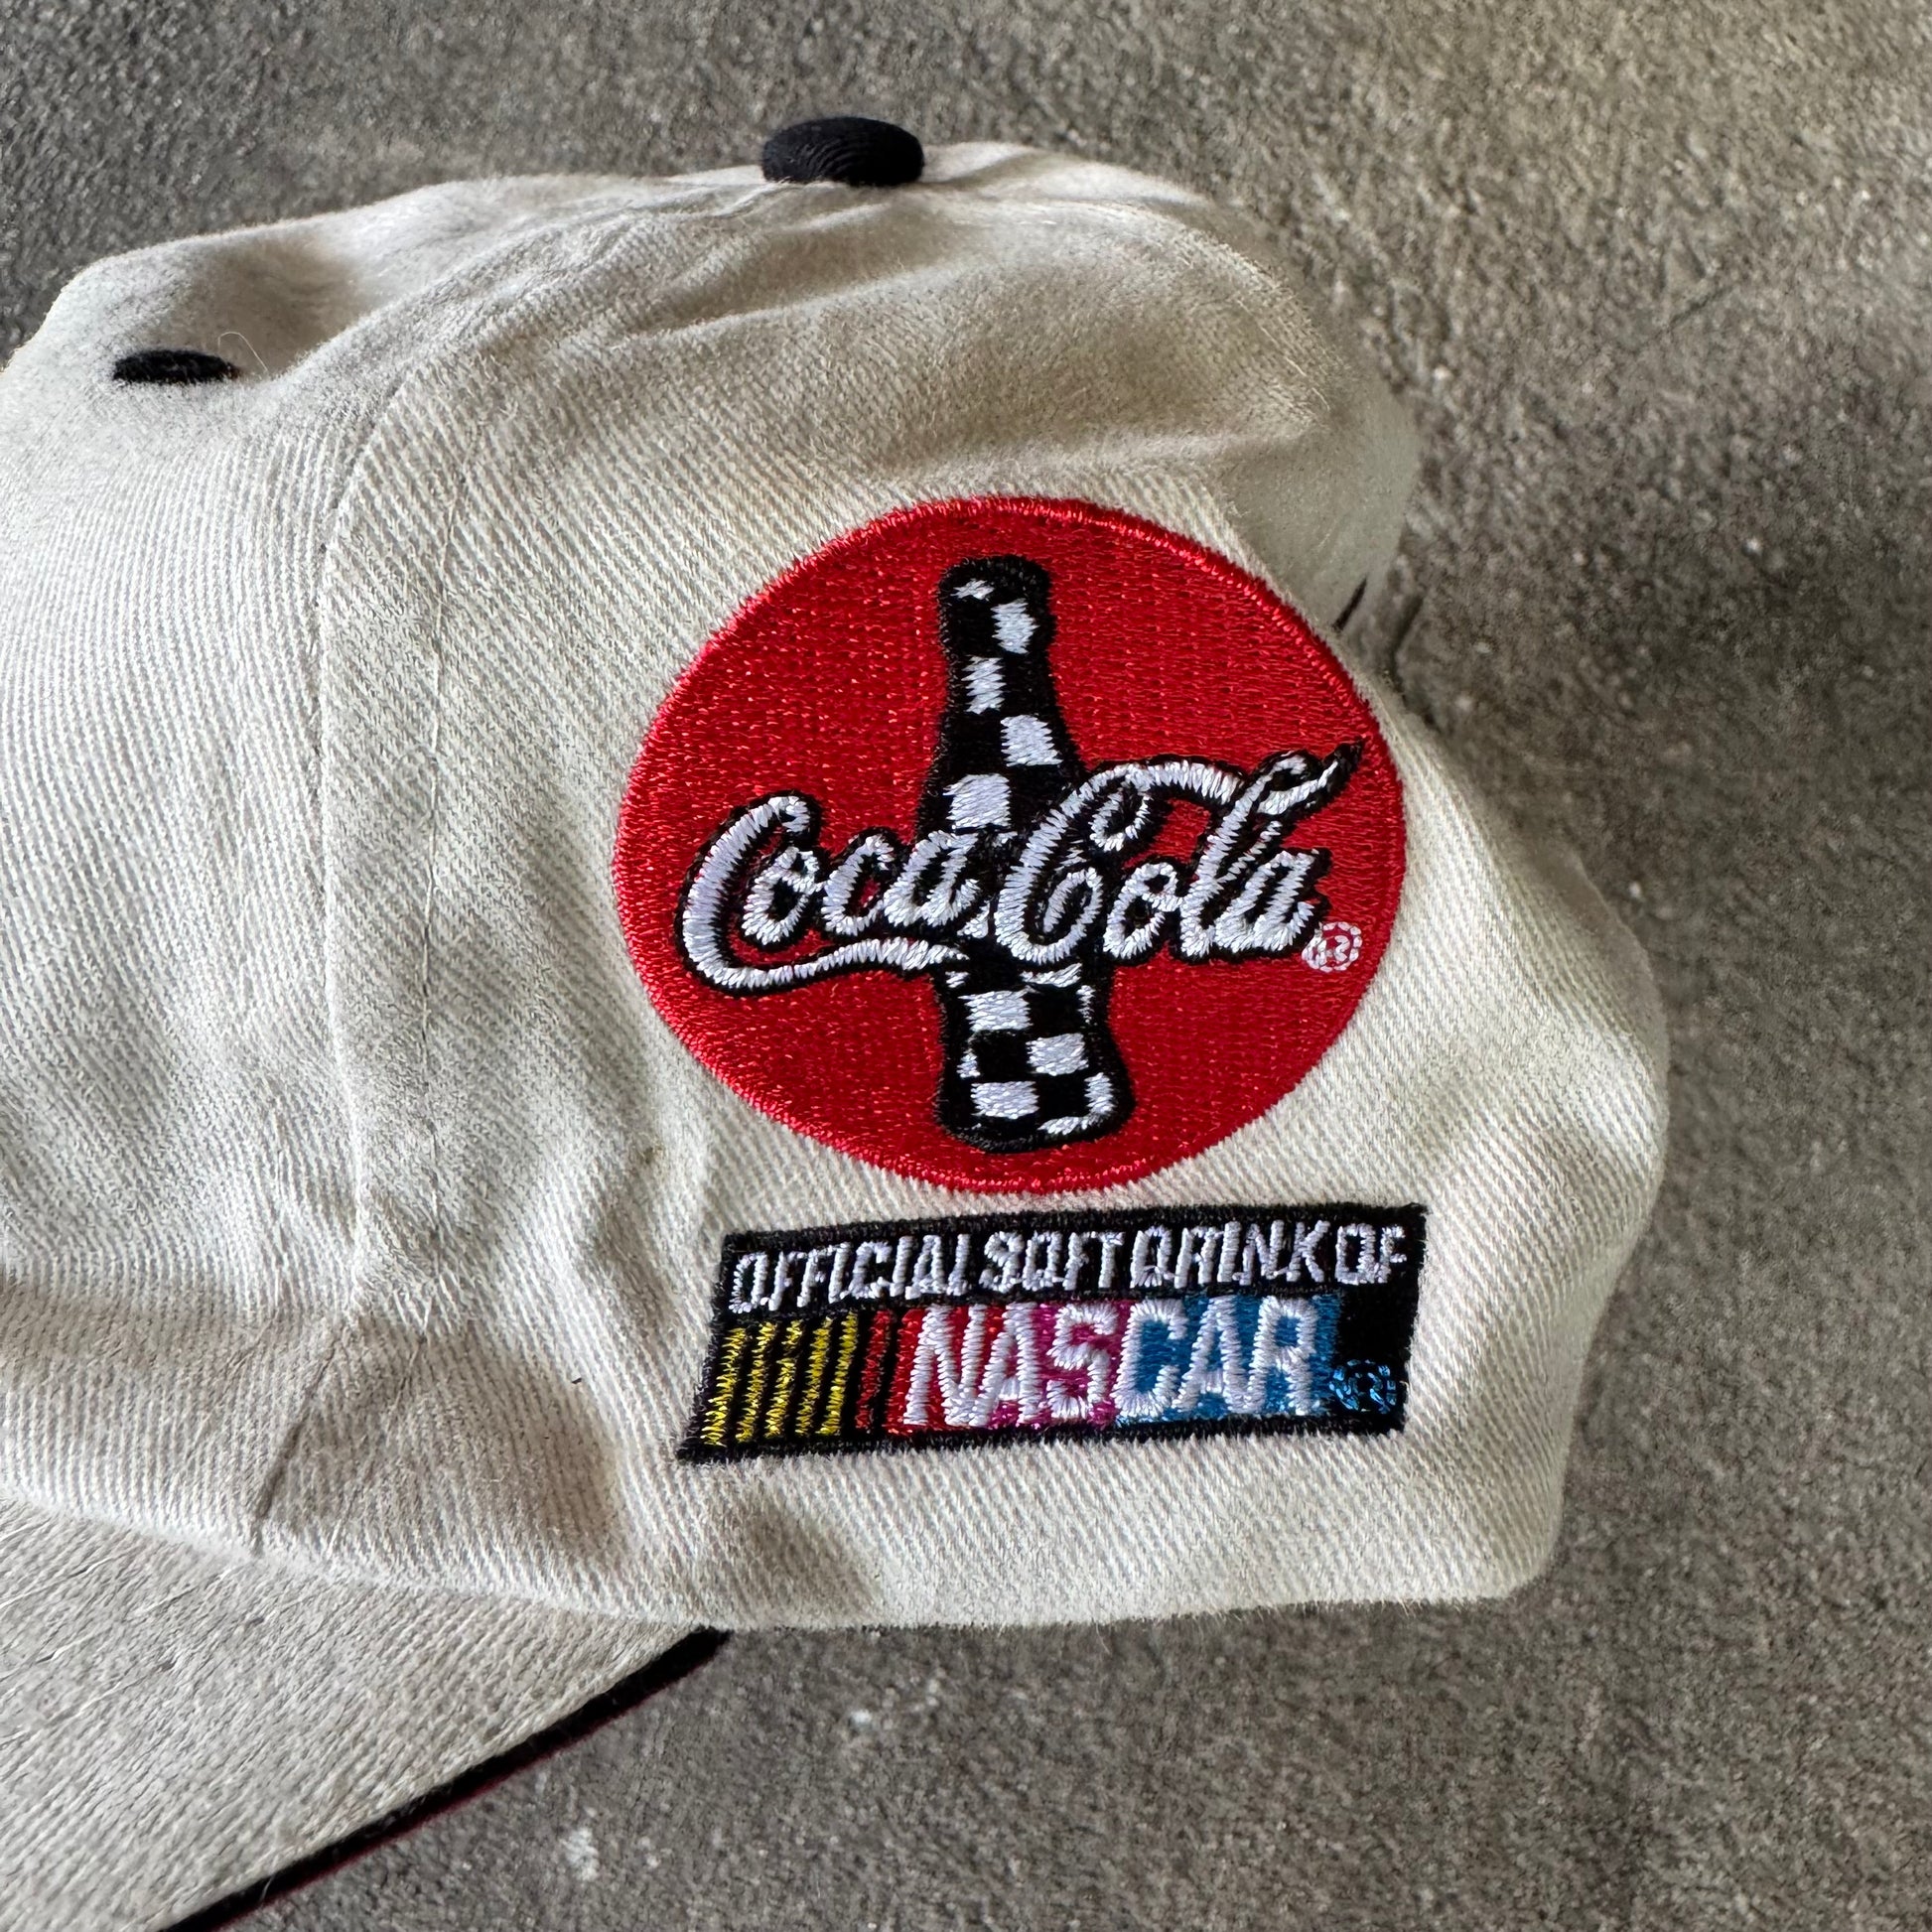 Coca-Cola®
OFFICIAL SOFT DRINK OF
NASCAR®